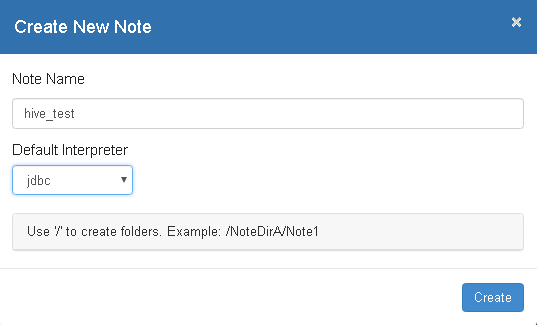 Create New Note
×
Note Name
hive_test
Default Interpreter
jdbc
Use '/' to create folders. Example: /NoteDirA/Note1
Create